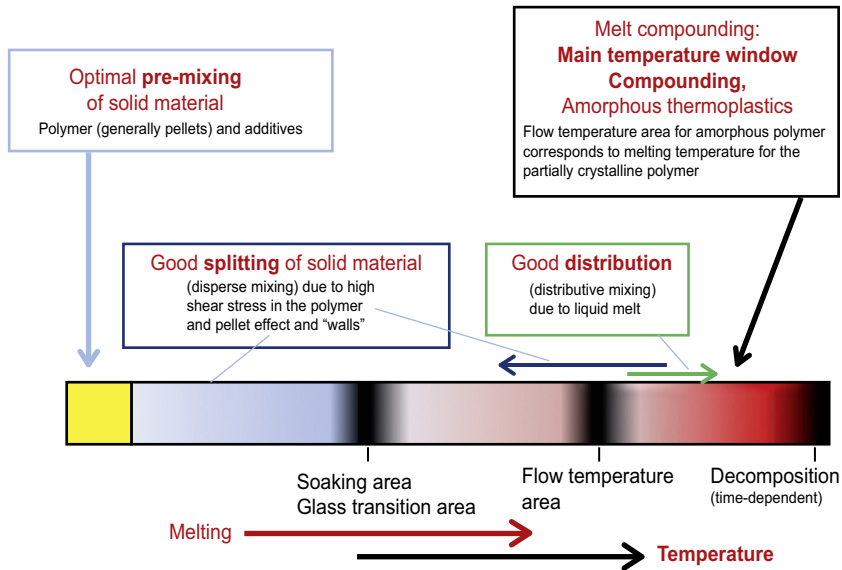 Optimal pre-mixing
of solid material
Polymer (generally pellets) and additives
Melt compounding:
Main temperature window
Compounding,
Amorphous thermoplastics
Flow temperature area for amorphous polymer
corresponds to melting temperature for the
partially crystalline polymer
Good splitting of solid material
(disperse mixing) due to high
shear stress in the polymer
and pellet effect and “walls”
Good distribution
(distributive mixing)
due to liquid melt
Soaking area
Glass transition area
Flow temperature
area
Decomposition
(time-dependent)
Melting
Temperature